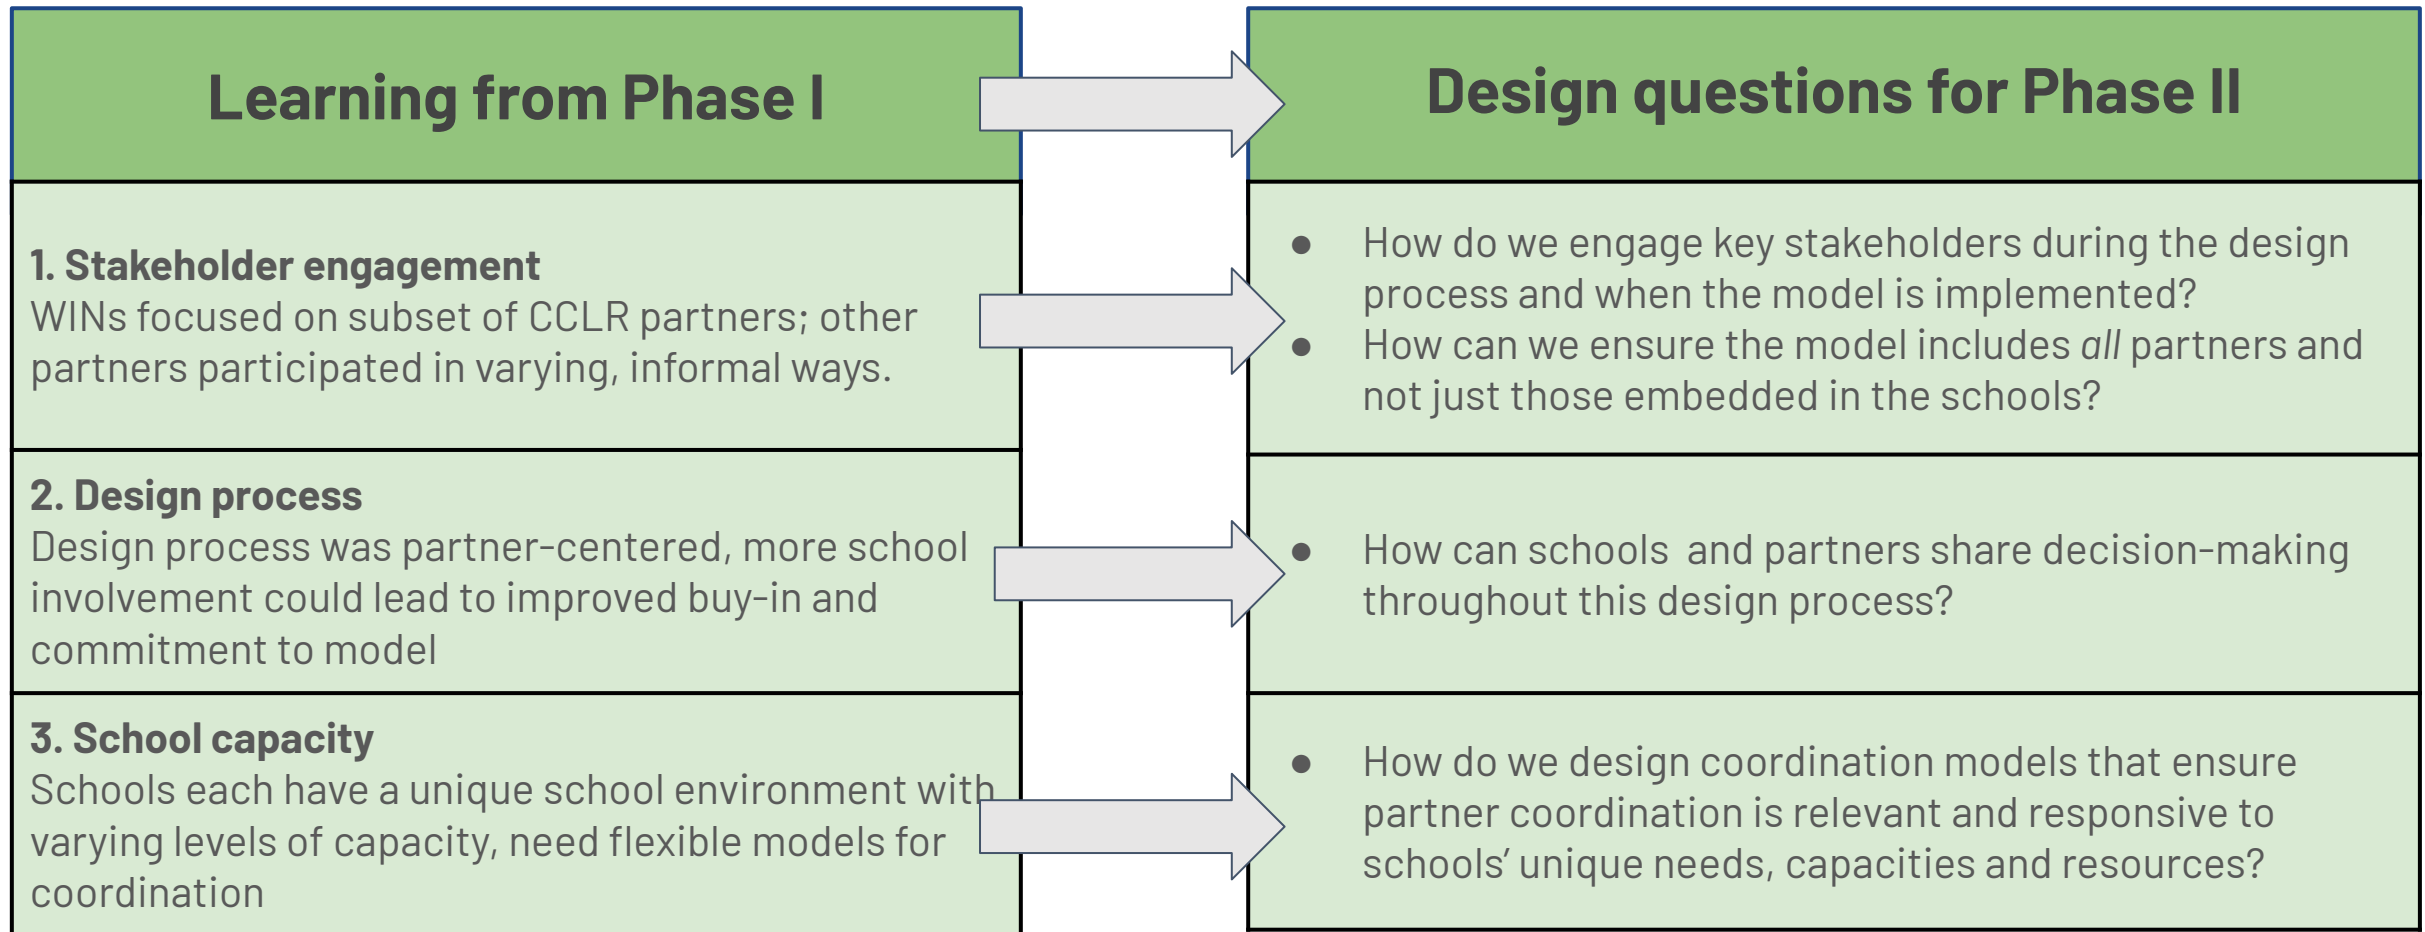 Learning from Phase I
Design questions for Phase II
1. Stakeholder engagement
WINs focused on subset of CCLR partners; other
partners participated in varying, informal ways.
● How do we engage key stakeholders during the design
process and when the model is implemented?
● How can we ensure the model includes all partners and
not just those embedded in the schools?
2. Design process
Design process was partner-centered, more school
involvement could lead to improved buy-in and
commitment to model
● How can schools  and partners share decision-making
throughout this design process?
3. School capacity
Schools each have a unique school environment with
varying levels of capacity, need flexible models for
coordination
● How do we design coordination models that ensure
partner coordination is relevant and responsive to
schools’ unique needs, capacities and resources?